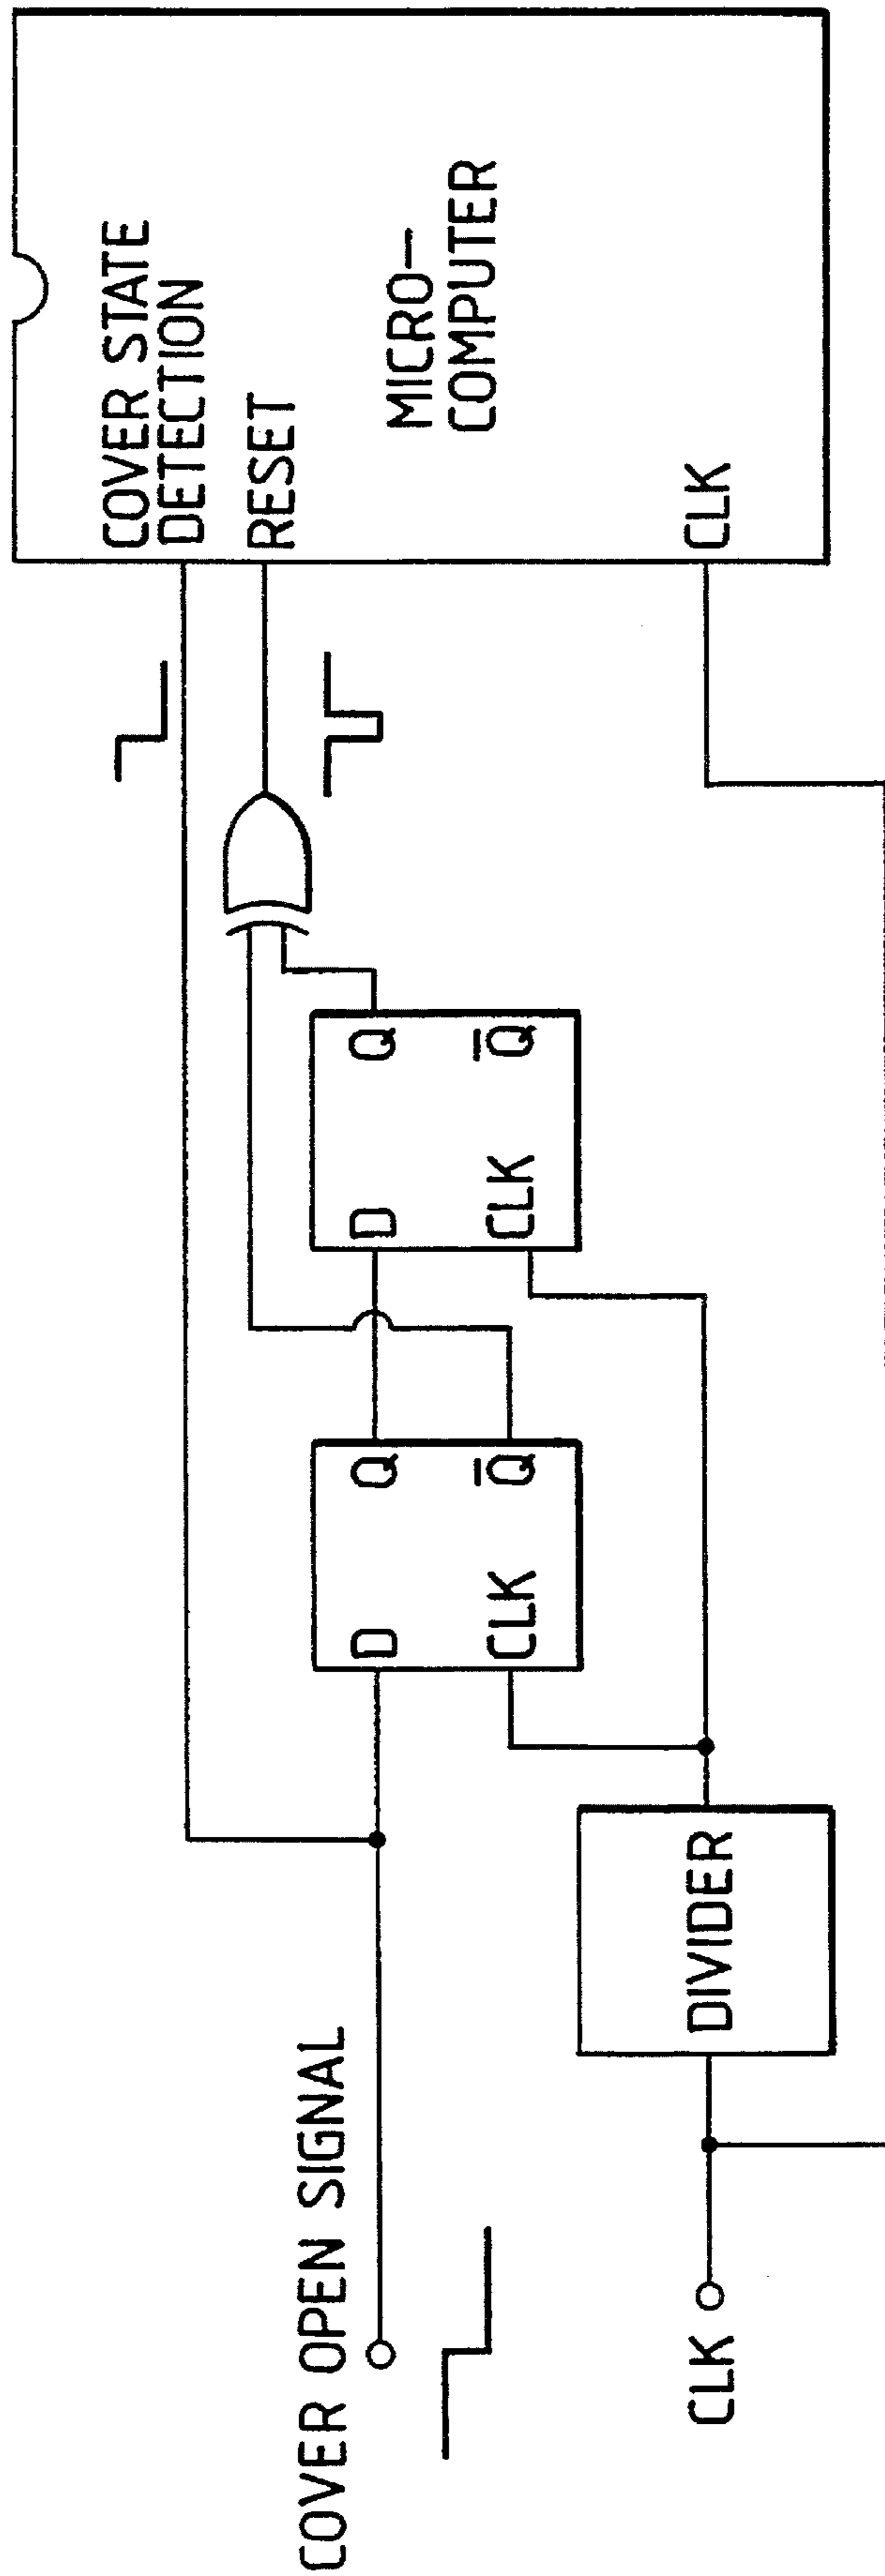 COVER OPEN SIGNAL
CLK
DIVIDER
D
CLK
Q
Q̅
D
CLK
Q
Q̅
COVER STATE
DETECTION
RESET
MICRO-
COMPUTER
CLK